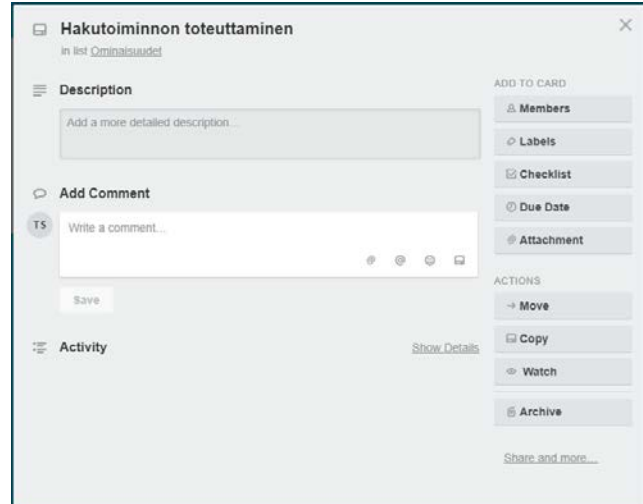 Hakutoiminnon toteuttaminen
in list Ominaisuudet
Description
Add a more detailed description...
Add Comment
TS
Write a comment...
Save
Activity
Show Details
ADD TO CARD
Members
Labels
Checklist
Due Date
Attachment
ACTIONS
Move
Copy
Watch
Archive
Share and more...